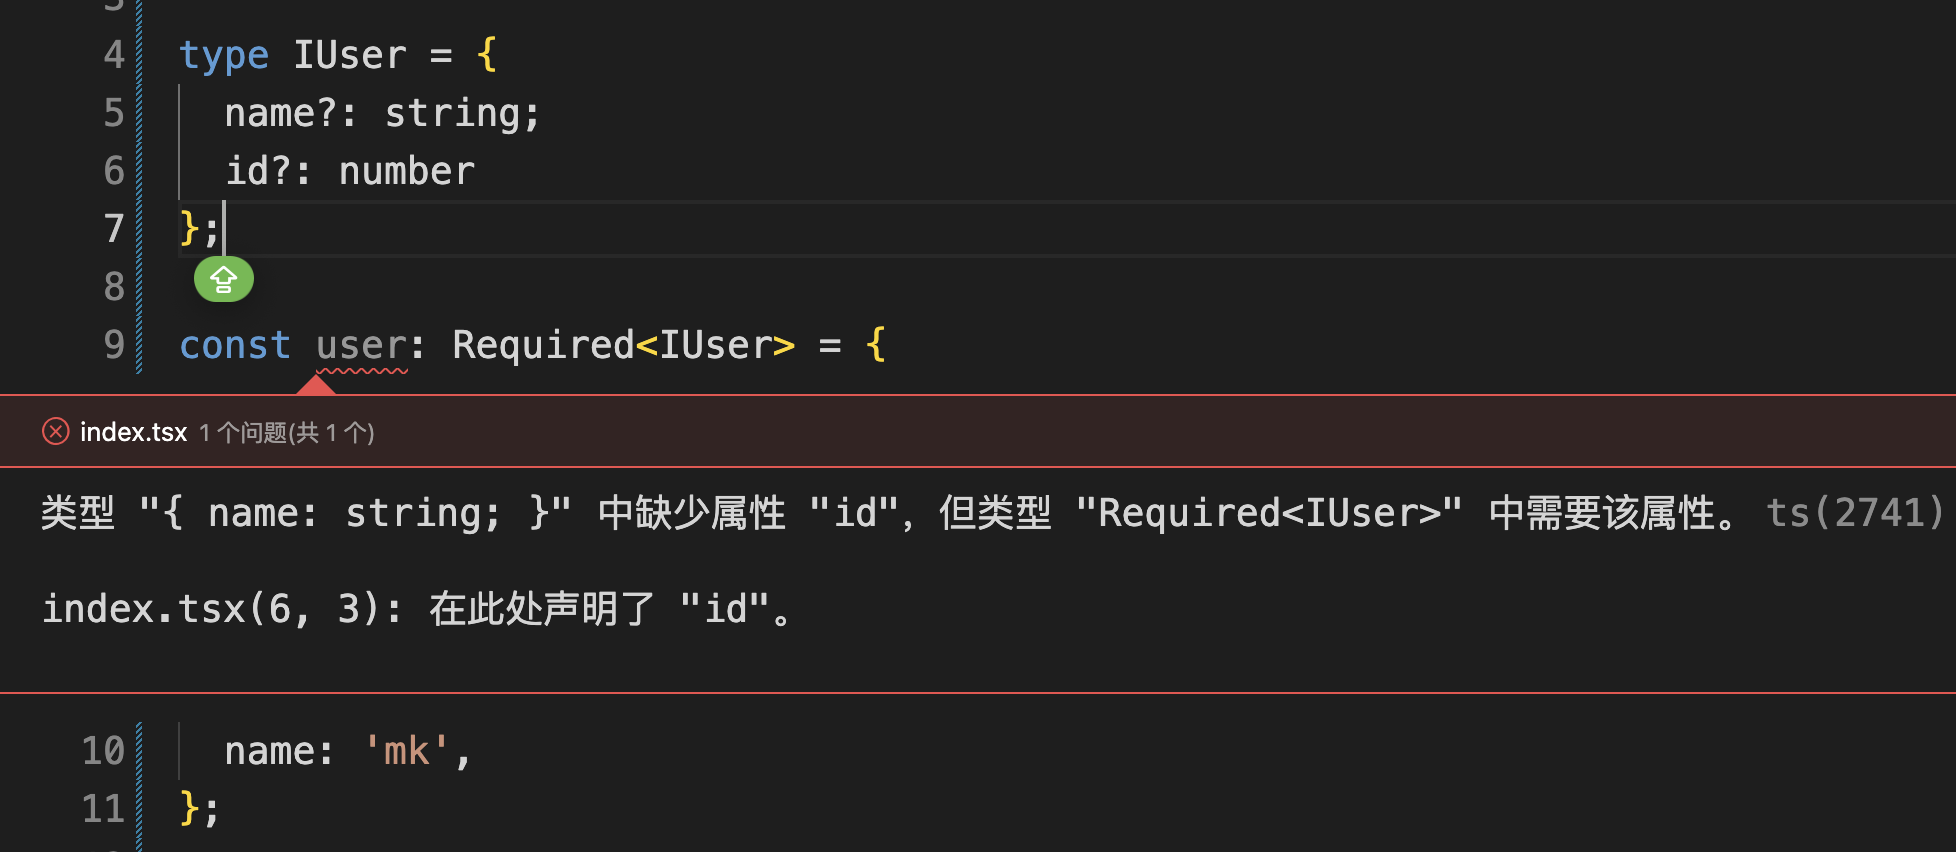 4 type IUser = {
5 name?: string;
6 id?: number
7 };
8
9 const user: Required<IUser> = {
index.tsx 1 个问题(共 1 个)
类型 "{ name: string; }" 中缺少属性 "id"，但类型 "Required<IUser>" 中需要该属性。 ts(2741)
index.tsx(6, 3): 在此处声明了 "id"。
10 name: 'mk',
11 };